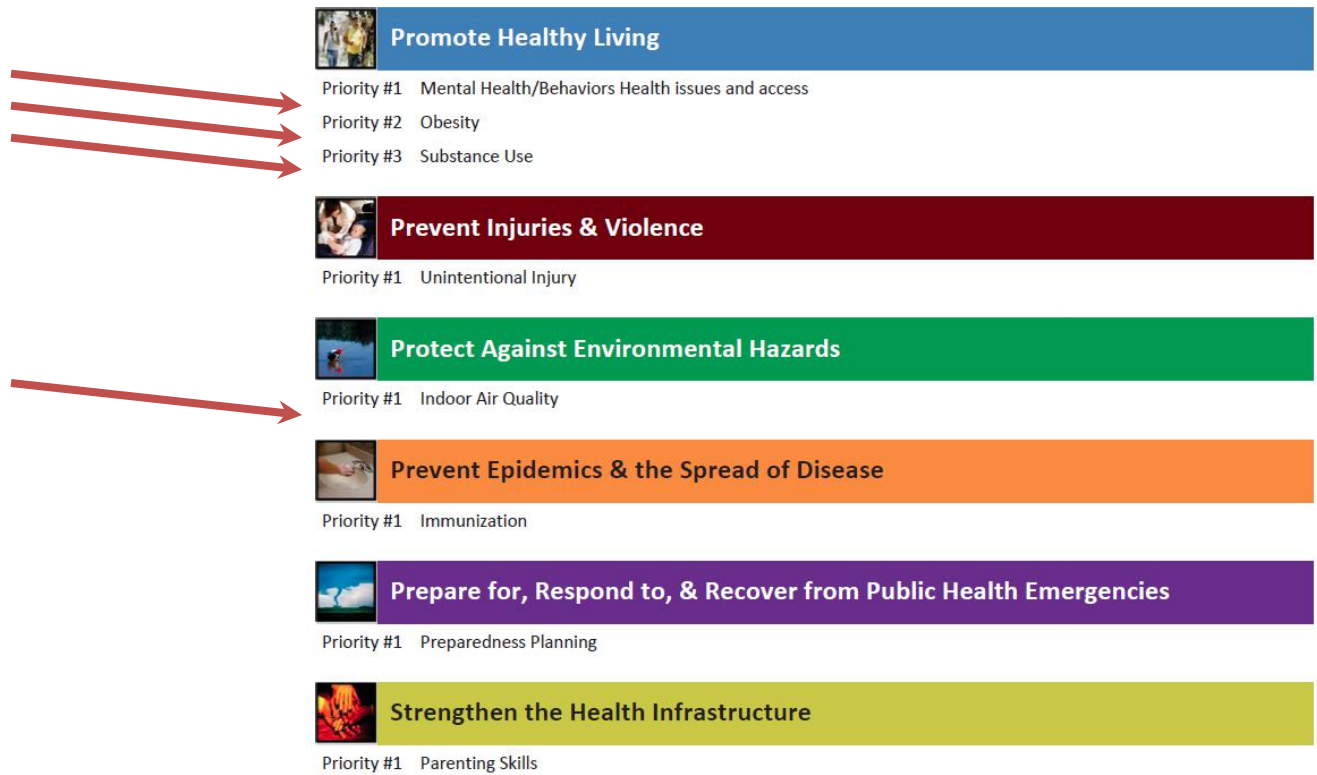 Promote Healthy Living
Priority #1 Mental Health/Behaviors Health issues and access
Priority #2 Obesity
Priority #3 Substance Use
Prevent Injuries & Violence
Priority #1 Unintentional Injury
Protect Against Environmental Hazards
Priority #1 Indoor Air Quality
Prevent Epidemics & the Spread of Disease
Priority #1 Immunization
Prepare for, Respond to, & Recover from Public Health Emergencies
Priority #1 Preparedness Planning
Strengthen the Health Infrastructure
Priority #1 Parenting Skills